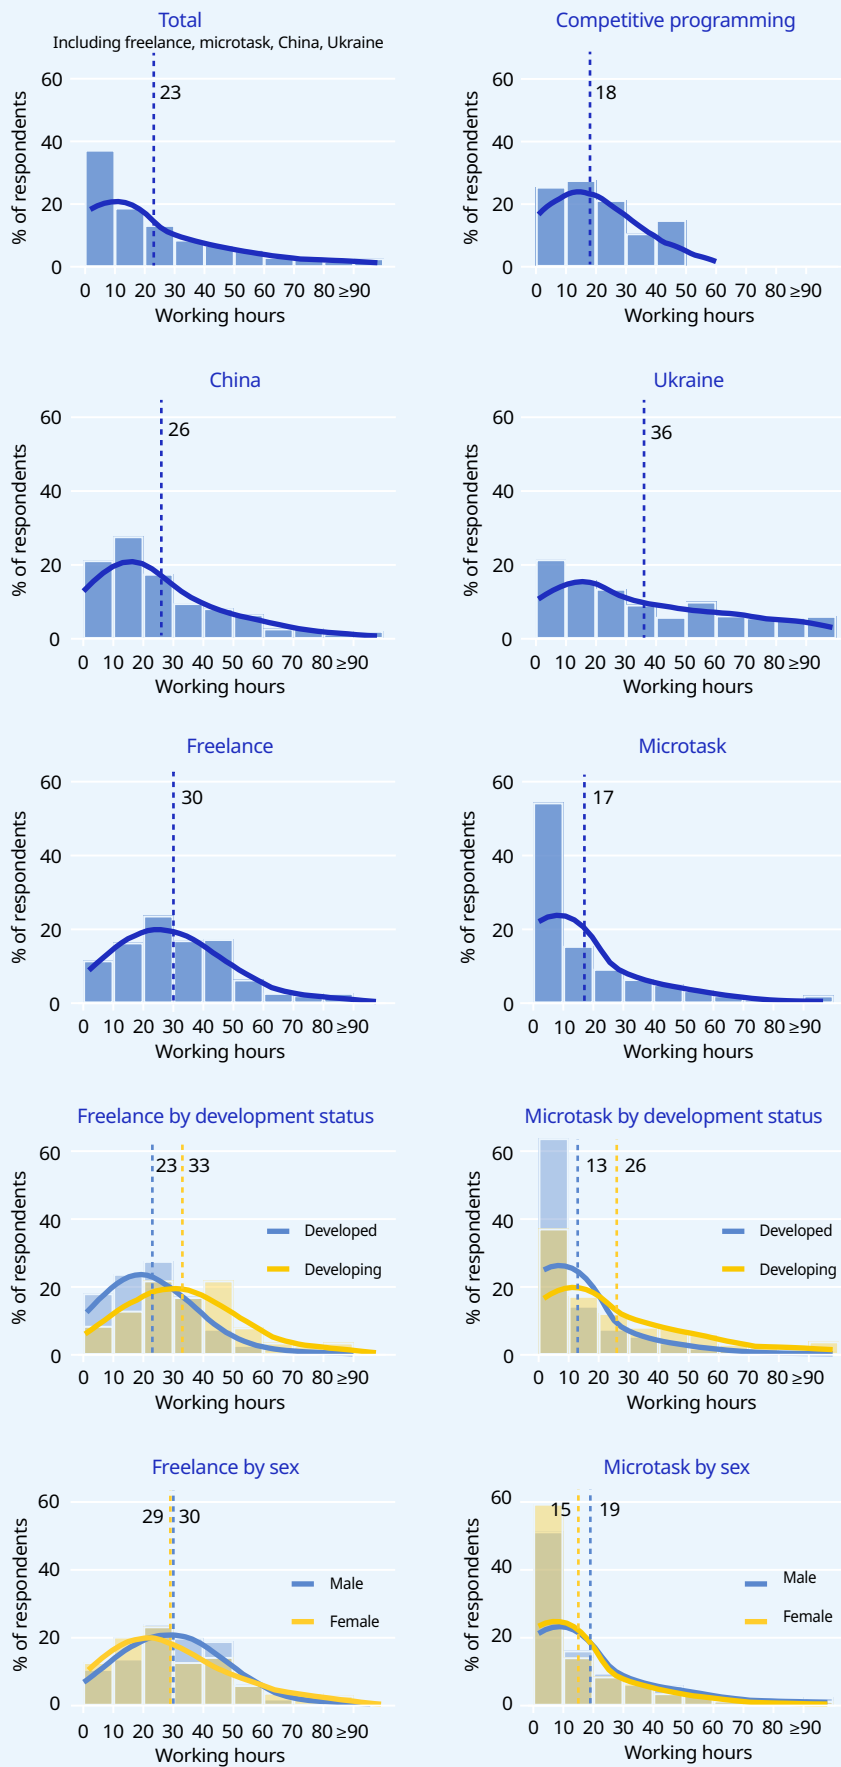 Total
Including freelance, microtask, China, Ukraine
% of respondents
60
40
20
0
23
0 10 20 30 40 50 60 70 80 ≥90
Working hours
Competitive programming
% of respondents
60
40
20
0
18
0 10 20 30 40 50 60 70 80 ≥90
Working hours
China
% of respondents
60
40
20
0
26
0 10 20 30 40 50 60 70 80 ≥90
Working hours
Ukraine
% of respondents
60
40
20
0
36
0 10 20 30 40 50 60 70 80 ≥90
Working hours
Freelance
% of respondents
60
40
20
0
30
0 10 20 30 40 50 60 70 80 ≥90
Working hours
Microtask
% of respondents
60
40
20
0
17
0 10 20 30 40 50 60 70 80 ≥90
Working hours
Freelance by development status
% of respondents
60
40
20
0
23 33
Developed
Developing
0 10 20 30 40 50 60 70 80 ≥90
Working hours
Microtask by development status
% of respondents
60
40
20
0
13 26
Developed
Developing
0 10 20 30 40 50 60 70 80 ≥90
Working hours
Freelance by sex
% of respondents
60
40
20
0
29 30
Male
Female
0 10 20 30 40 50 60 70 80 ≥90
Working hours
Microtask by sex
% of respondents
60
40
20
0
15 19
Male
Female
0 10 20 30 40 50 60 70 80 ≥90
Working hours